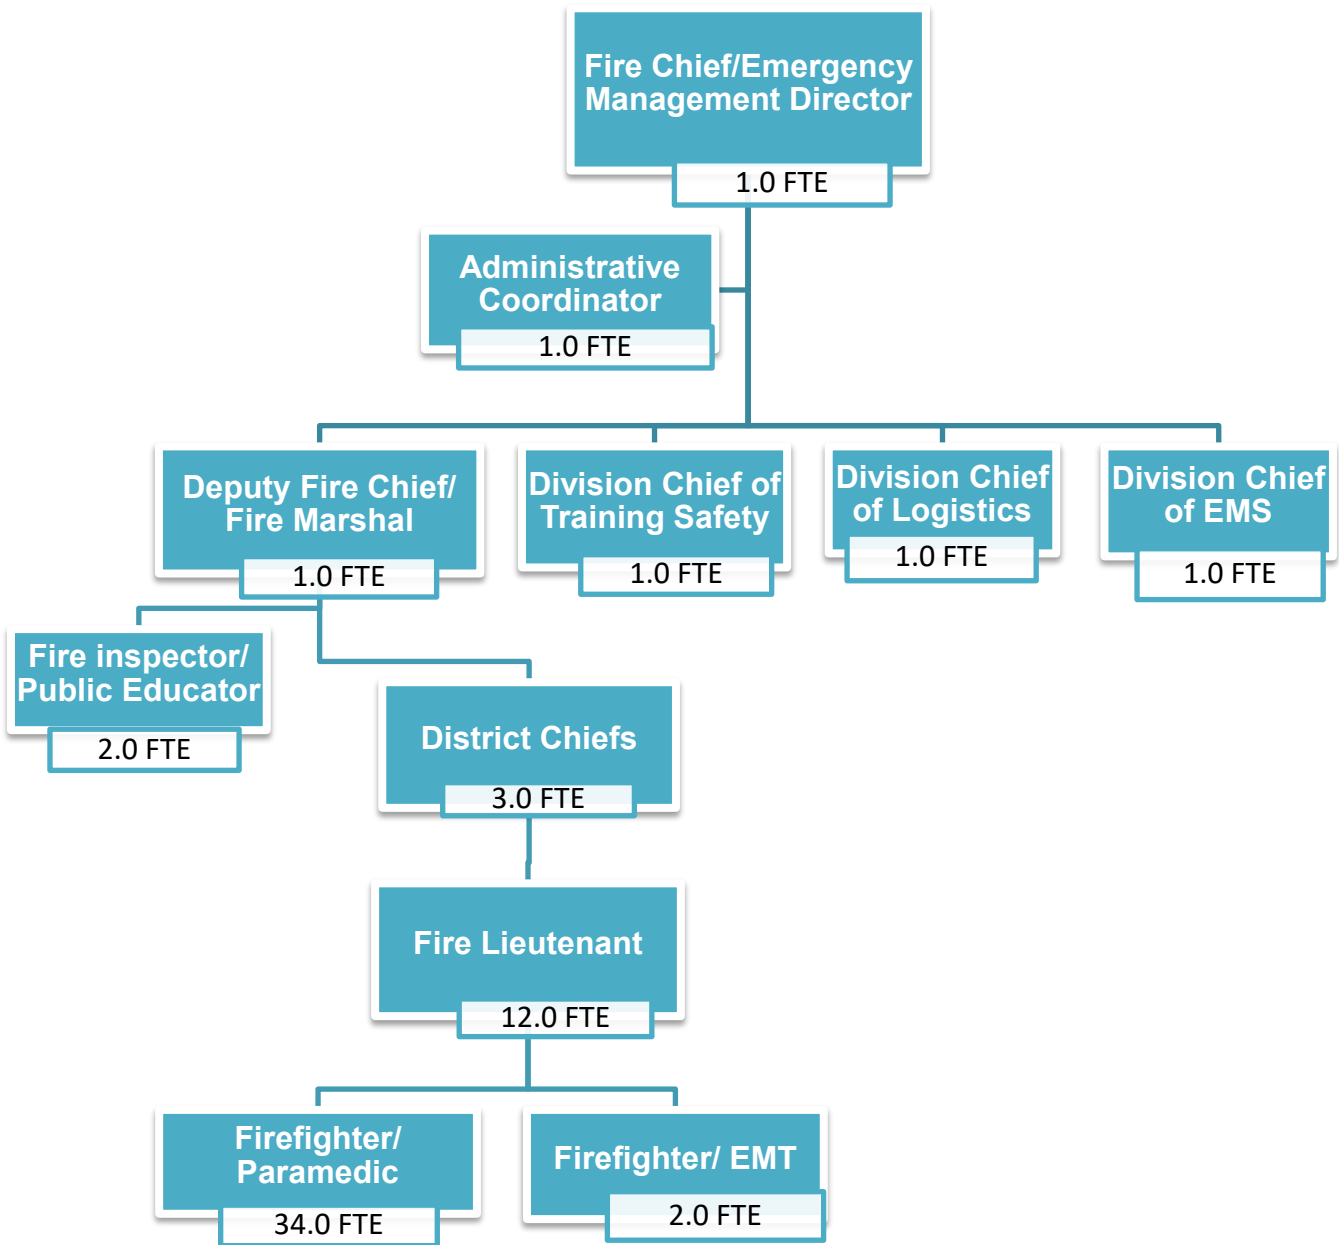 Fire Chief/Emergency
Management Director
1.0 FTE
Administrative
Coordinator
1.0 FTE
Deputy Fire Chief/
Fire Marshal
1.0 FTE
Division Chief of
Training Safety
1.0 FTE
Division Chief
of Logistics
1.0 FTE
Division Chief
of EMS
1.0 FTE
Fire inspector/
Public Educator
2.0 FTE
District Chiefs
3.0 FTE
Fire Lieutenant
12.0 FTE
Firefighter/
Paramedic
34.0 FTE
Firefighter/ EMT
2.0 FTE